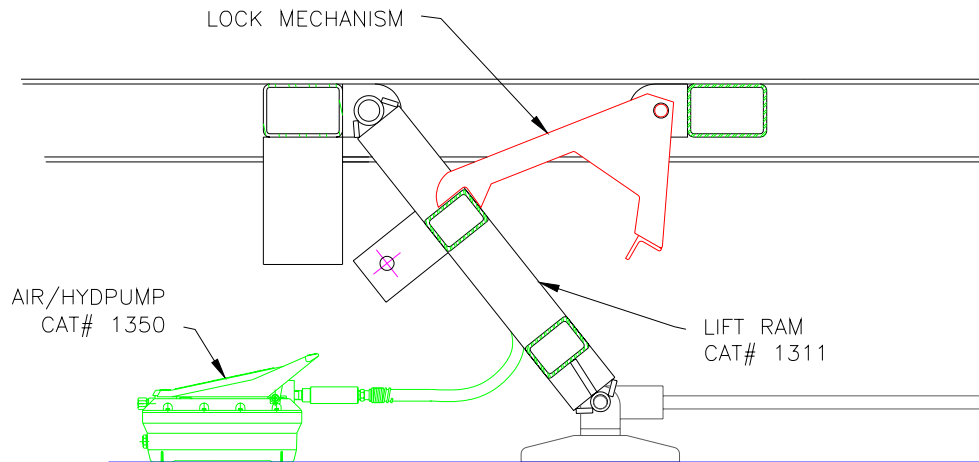 LOCK MECHANISM
AIR/HYDPUMP
CAT# 1350
LIFT RAM
CAT# 1311